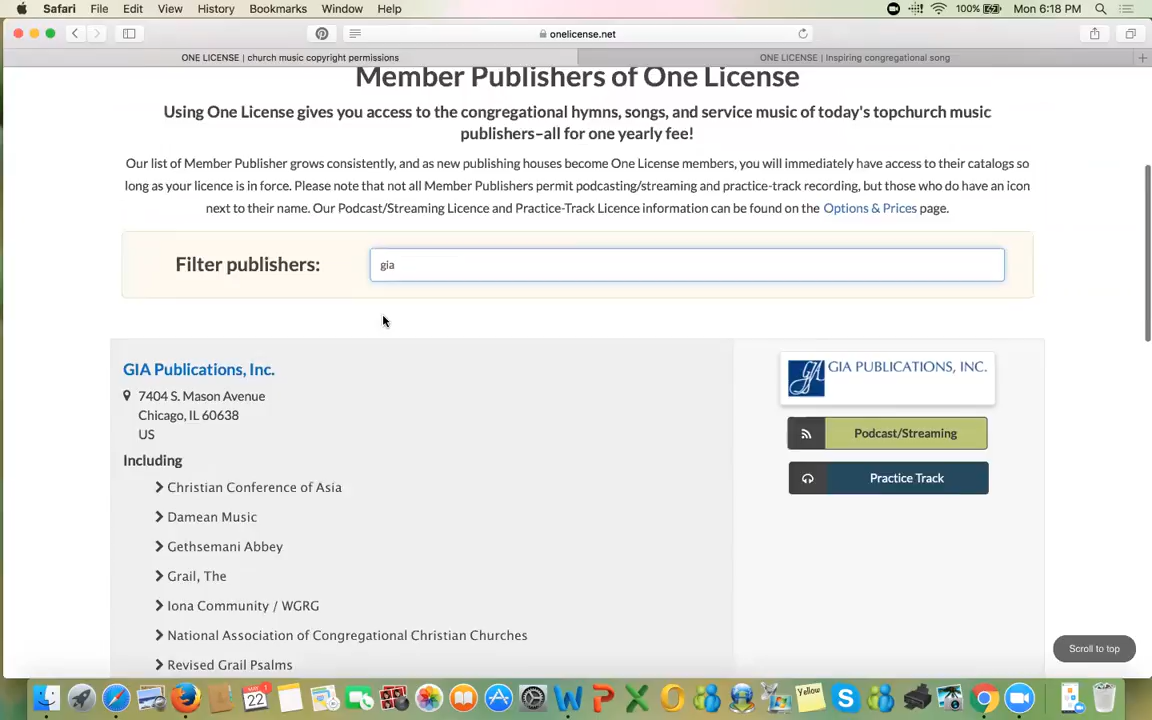 Safari File Edit View History Bookmarks Window Help 100% Mon 6:18 PM
onelicense.net
ONE LICENSE | church music copyright permissions ONE LICENSE | Inspiring congregational song
Member Publishers of One License
Using One License gives you access to the congregational hymns, songs, and service music of today's topchurch music
publishers–all for one yearly fee!
Our list of Member Publisher grows consistently, and as new publishing houses become One License members, you will immediately have access to their catalogs so
long as your licence is in force. Please note that not all Member Publishers permit podcasting/streaming and practice-track recording, but those who do have an icon
next to their name. Our Podcast/Streaming Licence and Practice-Track Licence information can be found on the Options & Prices page.
Filter publishers: gia
GIA Publications, Inc.
7404 S. Mason Avenue
Chicago, IL 60638
US
Including
Christian Conference of Asia
Damean Music
Gethsemani Abbey
Grail, The
Iona Community / WGRG
National Association of Congregational Christian Churches
Revised Grail Psalms
GIA PUBLICATIONS, INC.
Podcast/Streaming
Practice Track
Scroll to top
22
Yellow